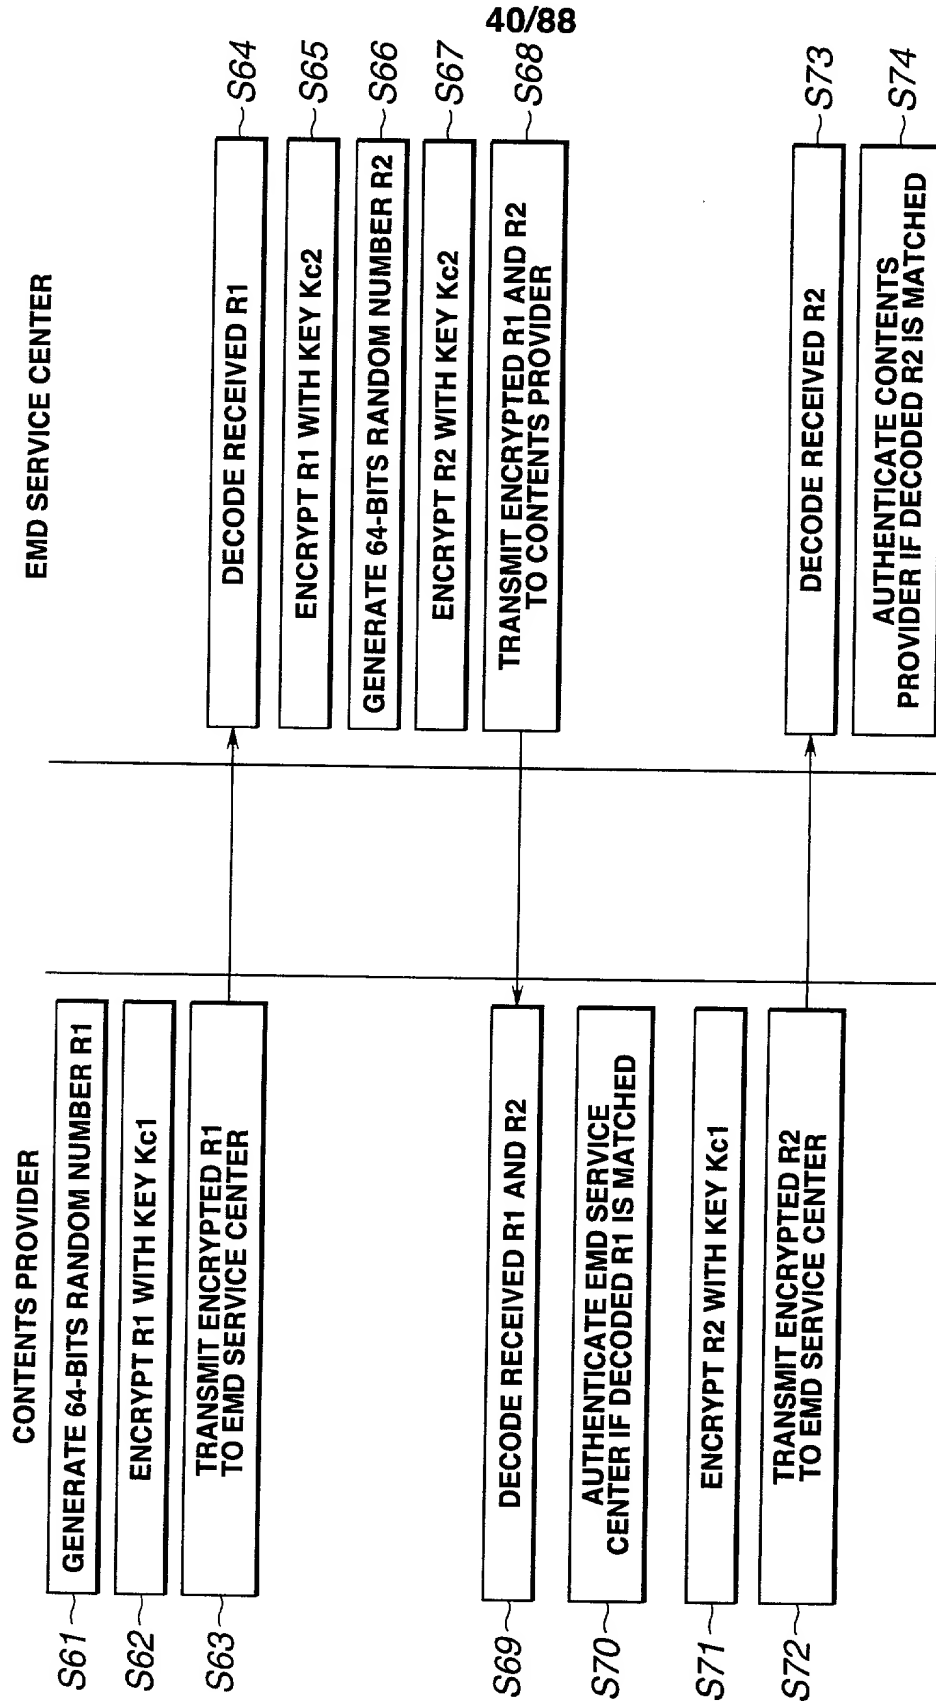 40/88
CONTENTS PROVIDER
EMD SERVICE CENTER
S61
GENERATE 64-BITS RANDOM NUMBER R1
S62
ENCRYPT R1 WITH KEY Kc1
S63
TRANSMIT ENCRYPTED R1
TO EMD SERVICE CENTER
DECODE RECEIVED R1
S64
ENCRYPT R1 WITH KEY Kc2
S65
GENERATE 64-BITS RANDOM NUMBER R2
S66
ENCRYPT R2 WITH KEY Kc2
S67
TRANSMIT ENCRYPTED R1 AND R2
TO CONTENTS PROVIDER
S68
S69
DECODE RECEIVED R1 AND R2
S70
AUTHENTICATE EMD SERVICE
CENTER IF DECODED R1 IS MATCHED
S71
ENCRYPT R2 WITH KEY Kc1
S72
TRANSMIT ENCRYPTED R2
TO EMD SERVICE CENTER
DECODE RECEIVED R2
S73
AUTHENTICATE CONTENTS
PROVIDER IF DECODED R2 IS MATCHED
S74